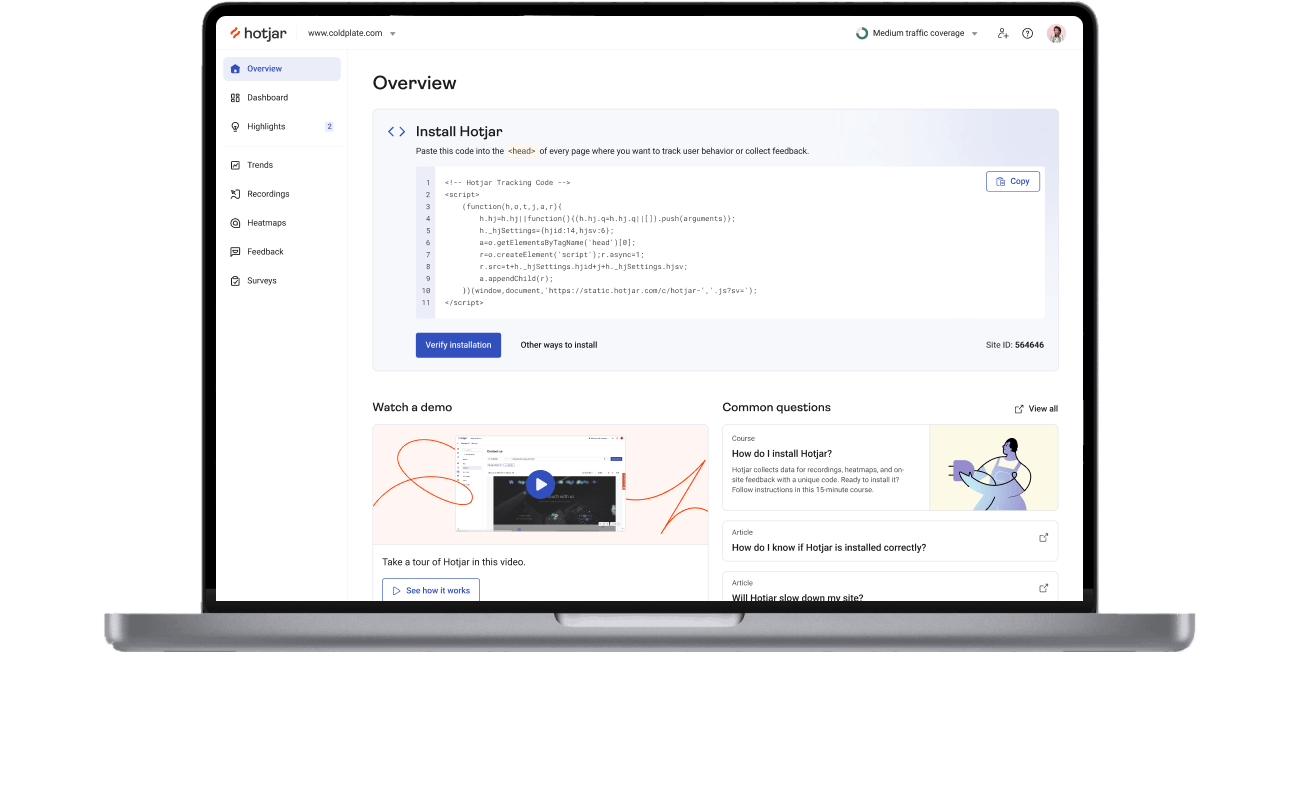 hotjar
www.coldplate.com
Medium traffic coverage
Overview
Dashboard
Highlights 2
Trends
Recordings
Heatmaps
Feedback
Surveys
Overview
Install Hotjar
Paste this code into the <head> of every page where you want to track user behavior or collect feedback.
Copy
1 <!-- Hotjar Tracking Code -->
2 <script>
3 (function(h,o,t,j,a,r){
4 h.hj=h.hj||function(){(h.hj.q=h.hj.q||[]).push(arguments)};
5 h._hjSettings={hjid:14,hjsv:6};
6 a=o.getElementsByTagName('head')[0];
7 r=o.createElement('script');r.async=1;
8 r.src=t+h._hjSettings.hjid+j+h._hjSettings.hjsv;
9 a.appendChild(r);
10 })(window,document,'https://static.hotjar.com/c/hotjar-','.js?sv=');
11 </script>
Verify installation
Other ways to install
Site ID: 564646
Watch a demo
Contact us
Take a tour of Hotjar in this video.
See how it works
Common questions
View all
Course
How do I install Hotjar?
Hotjar collects data for recordings, heatmaps, and on-
site feedback with a unique code. Ready to install it?
Follow instructions in this 15-minute course.
Article
How do I know if Hotjar is installed correctly?
Article
Will Hotjar slow down my site?